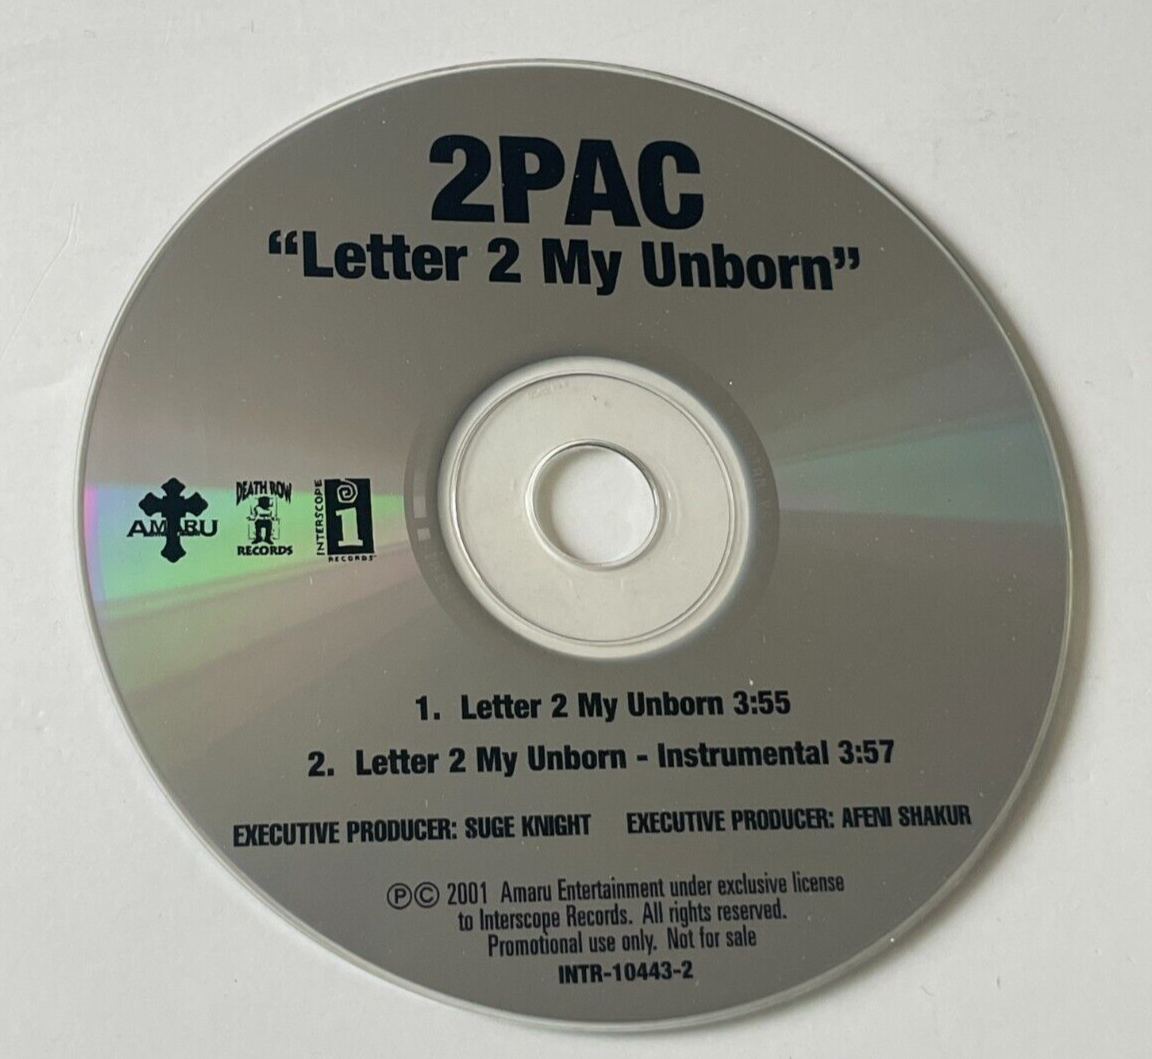 2PAC
“Letter 2 My Unborn”
AMARU
DEATH ROW
RECORDS
INTERSCOPE
i
RECORDS
1. Letter 2 My Unborn 3:55
2. Letter 2 My Unborn - Instrumental 3:57
EXECUTIVE PRODUCER: SUGE KNIGHT EXECUTIVE PRODUCER: AFENI SHAKUR
℗© 2001 Amaru Entertainment under exclusive license
to Interscope Records. All rights reserved.
Promotional use only. Not for sale
INTR-10443-2